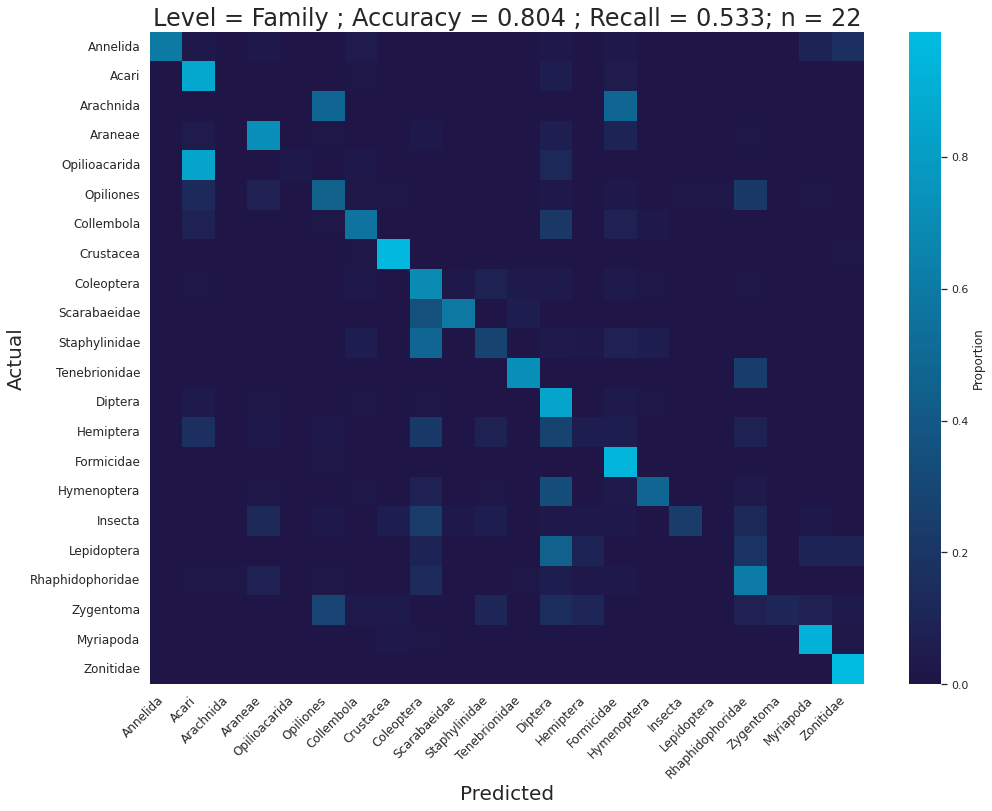 Level = Family ; Accuracy = 0.804 ; Recall = 0.533; n = 22
Actual
Annelida
Acari
Arachnida
Araneae
Opilioacarida
Opiliones
Collembola
Crustacea
Coleoptera
Scarabaeidae
Staphylinidae
Tenebrionidae
Diptera
Hemiptera
Formicidae
Hymenoptera
Insecta
Lepidoptera
Rhaphidophoridae
Zygentoma
Myriapoda
Zonitidae
Annelida
Acari
Arachnida
Araneae
Opilioacarida
Opiliones
Collembola
Crustacea
Coleoptera
Scarabaeidae
Staphylinidae
Tenebrionidae
Diptera
Hemiptera
Formicidae
Hymenoptera
Insecta
Lepidoptera
Rhaphidophoridae
Zygentoma
Myriapoda
Zonitidae
Predicted
0.8
0.6
0.4
0.2
0.0
Proportion